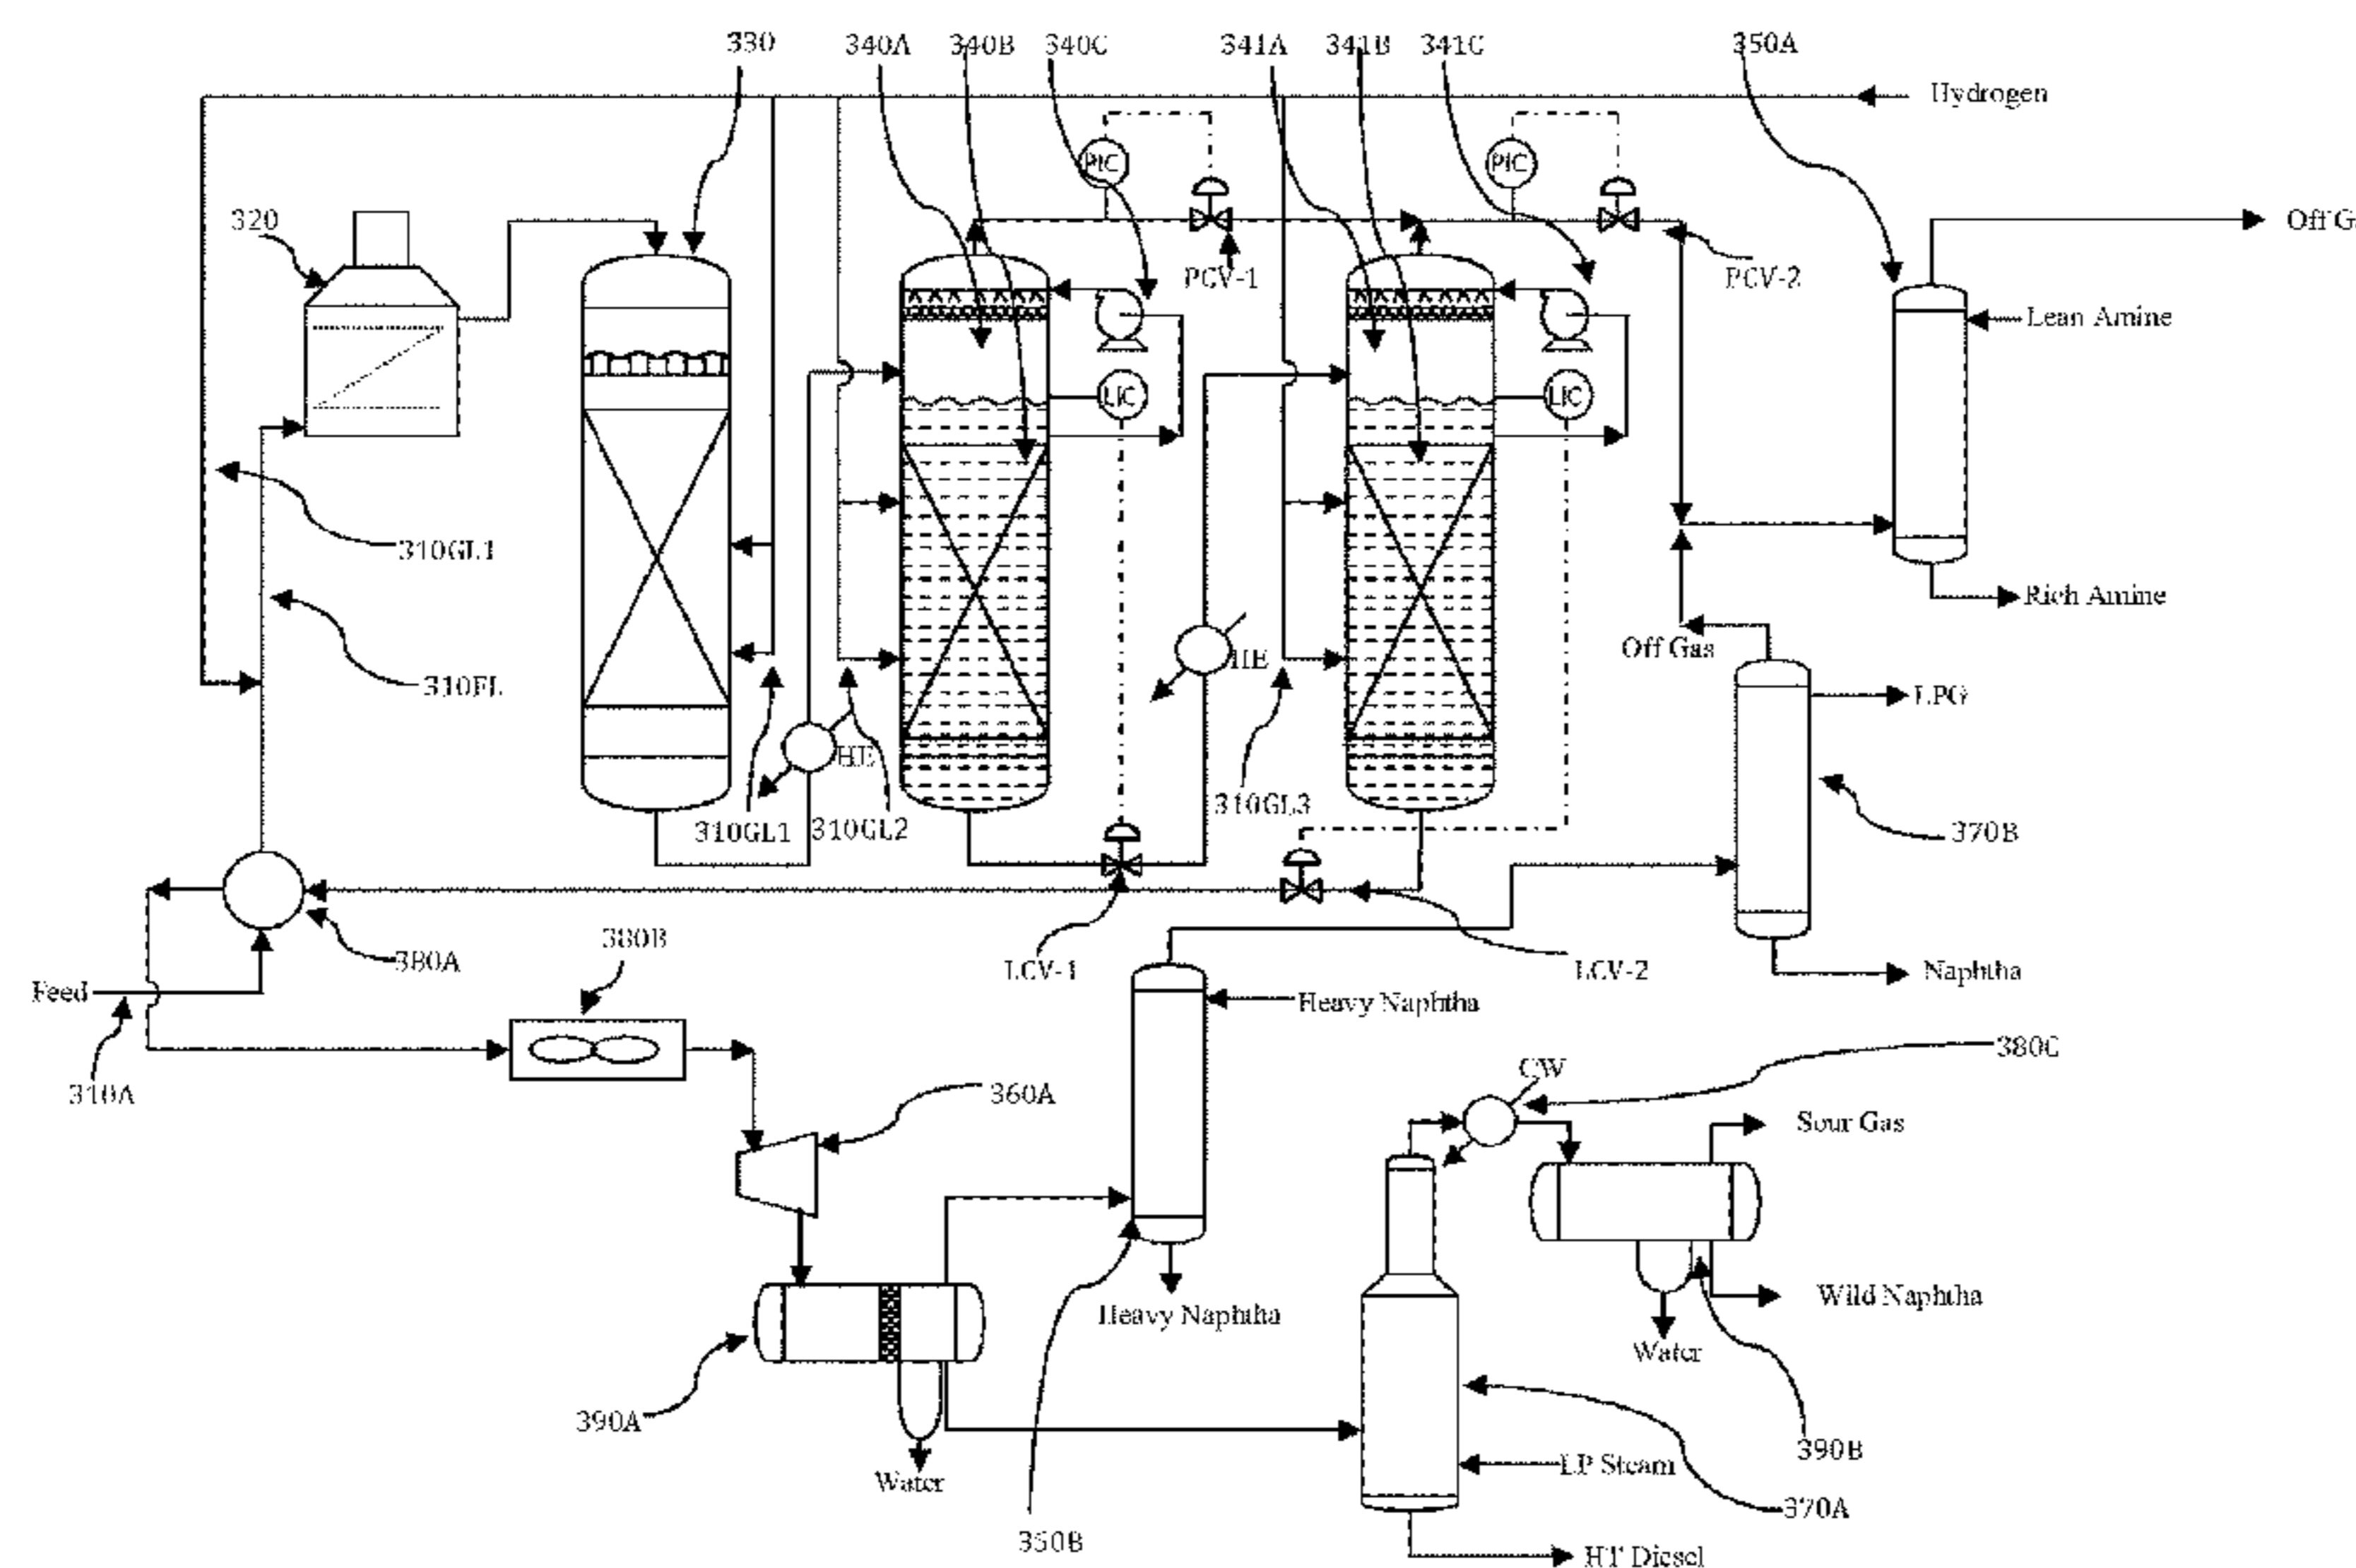 330
340A
340B
340C
341A
341B
341C
350A
Hydrogen
PIC
PIC
320
Off G
PCV-1
PCV-2
Lean Amine
LIC
LIC
310GL1
Rich Amine
Off Gas
HE
310FL
LPG
HE
310GL3
310GL1
310GL2
370B
380B
380A
LCV-1
LCV-2
Naphtha
Feed
Heavy Naphtha
380C
CW
310A
360A
Sour Gas
Wild Naphtha
Heavy Naphtha
Water
390A
390B
LP Steam
Water
370A
350B
HT Diesel